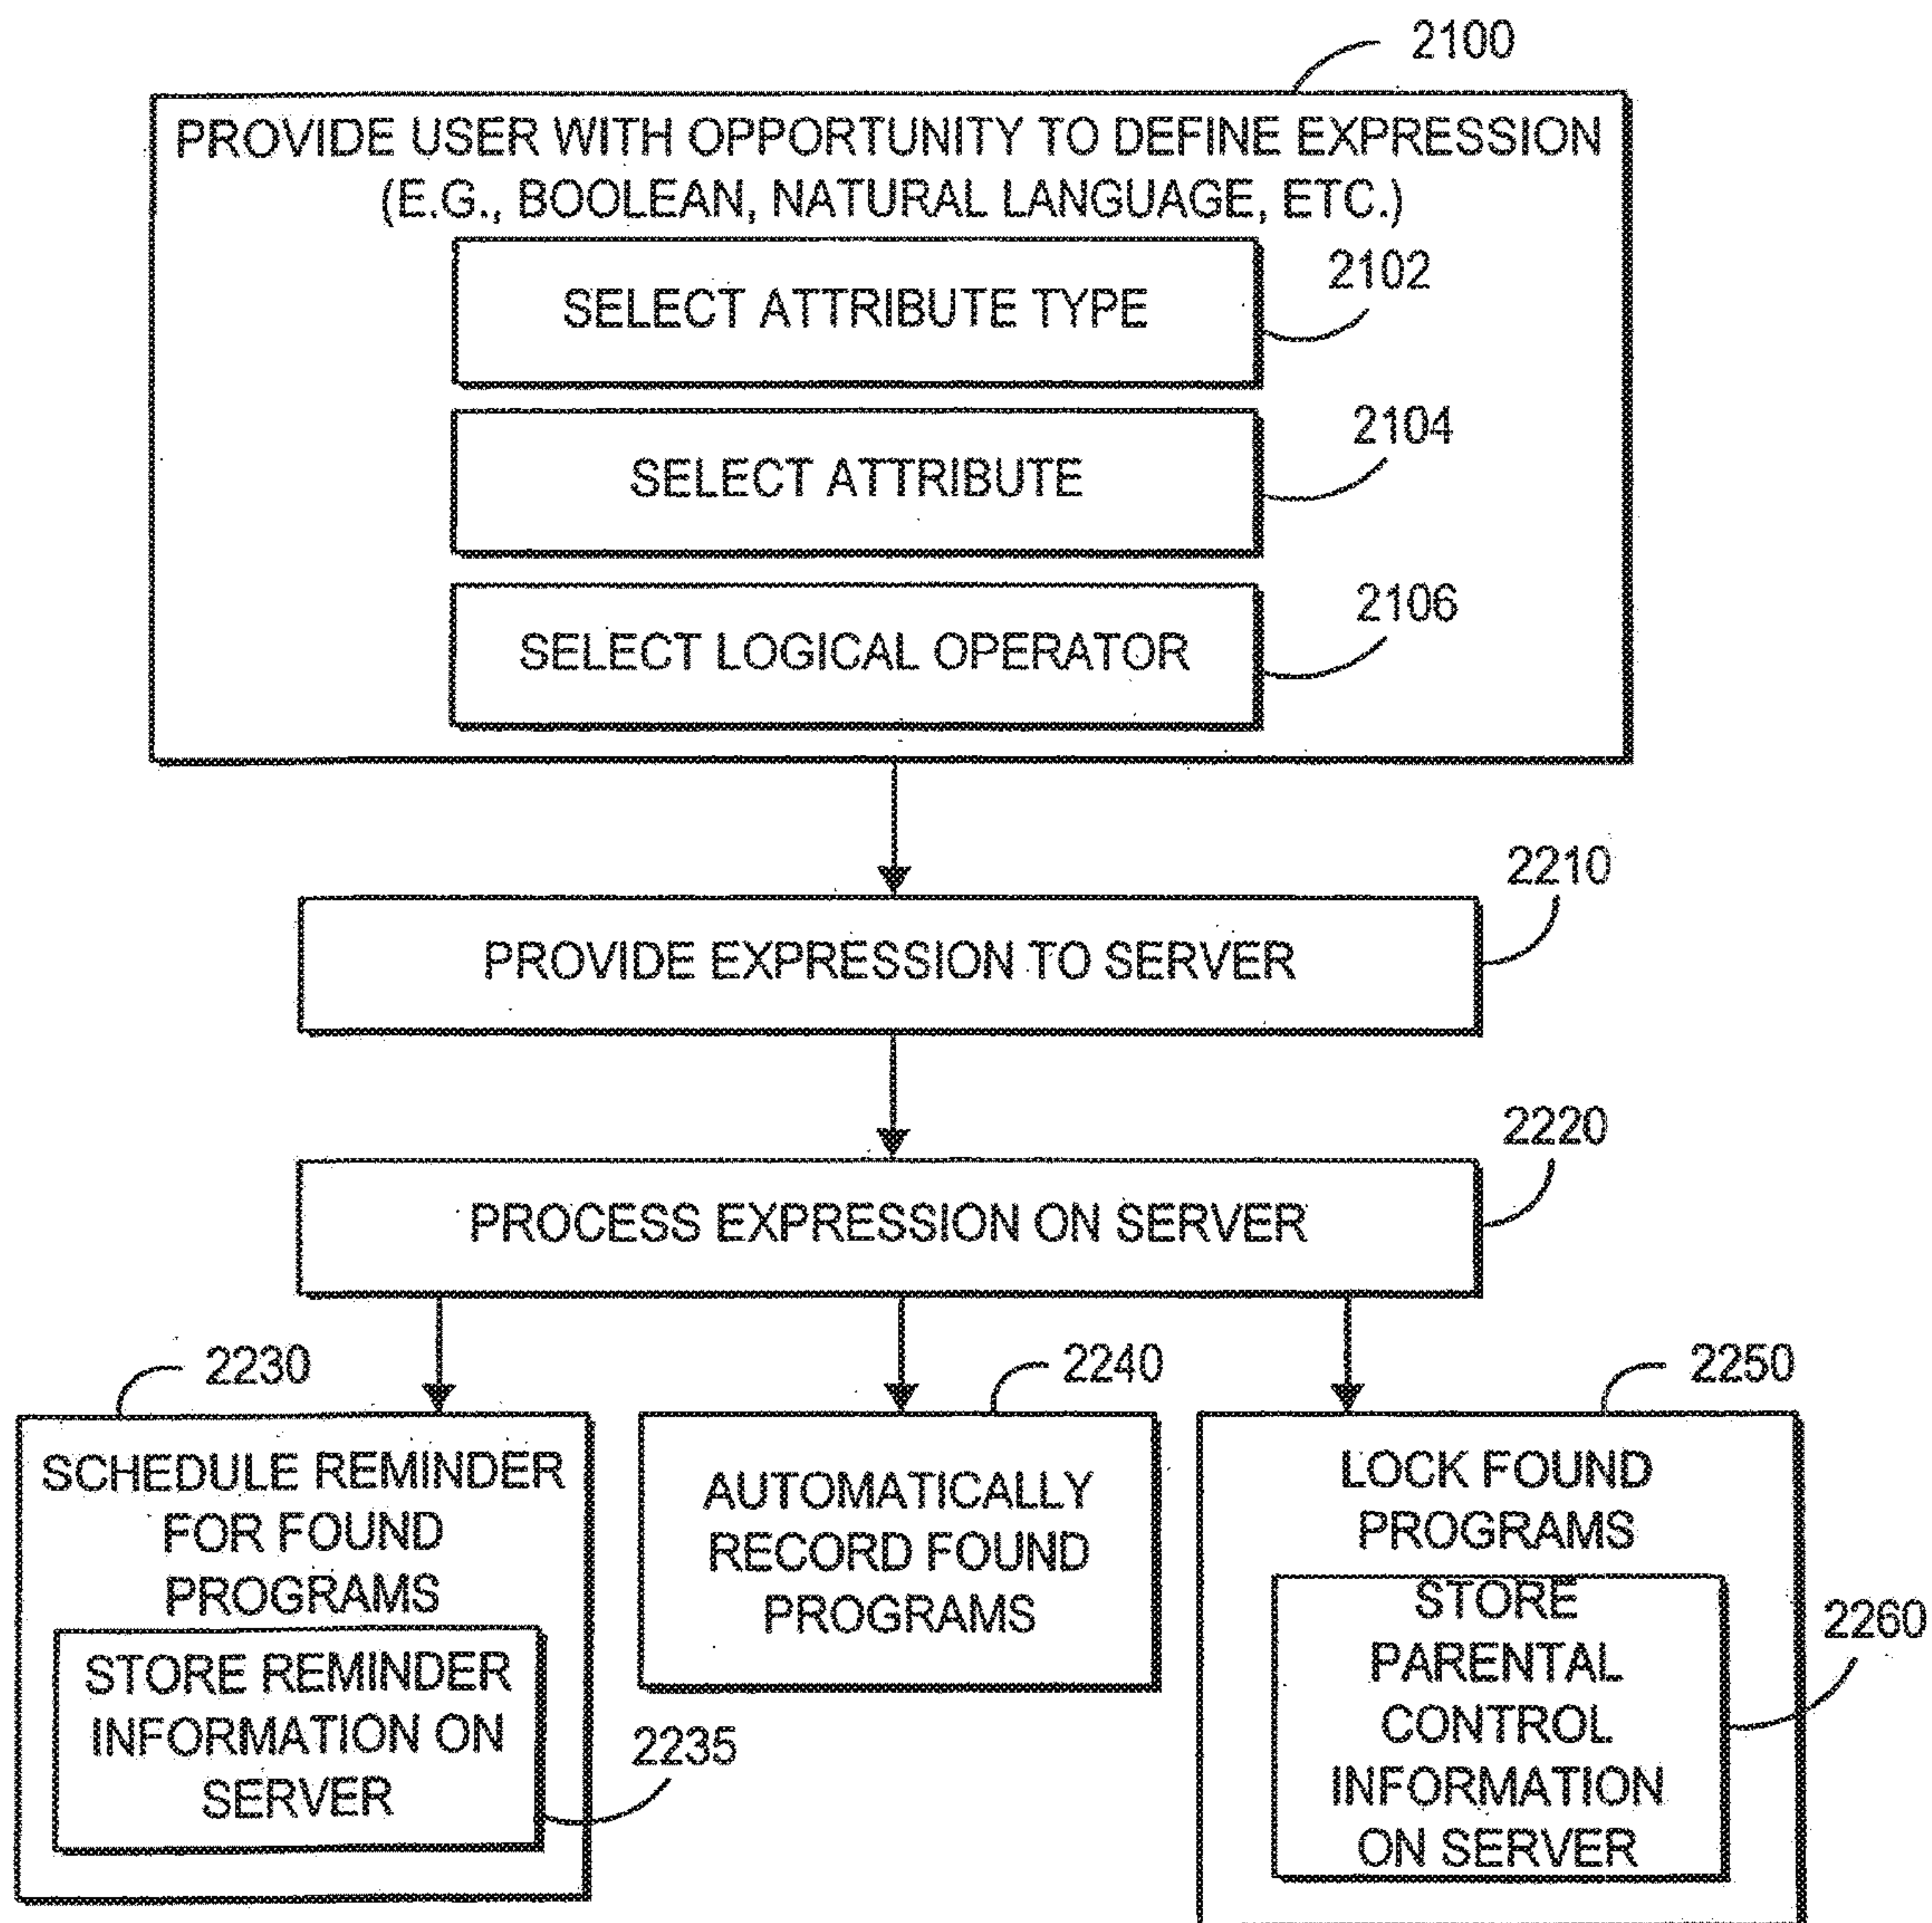 2100
PROVIDE USER WITH OPPORTUNITY TO DEFINE EXPRESSION
(E.G., BOOLEAN, NATURAL LANGUAGE, ETC.)
SELECT ATTRIBUTE TYPE
2102
SELECT ATTRIBUTE
2104
SELECT LOGICAL OPERATOR
2106
2210
PROVIDE EXPRESSION TO SERVER
2220
PROCESS EXPRESSION ON SERVER
2230
SCHEDULE REMINDER
FOR FOUND
PROGRAMS
STORE REMINDER
INFORMATION ON
SERVER
2235
2240
AUTOMATICALLY
RECORD FOUND
PROGRAMS
2250
LOCK FOUND
PROGRAMS
STORE
PARENTAL
CONTROL
INFORMATION
ON SERVER
2260